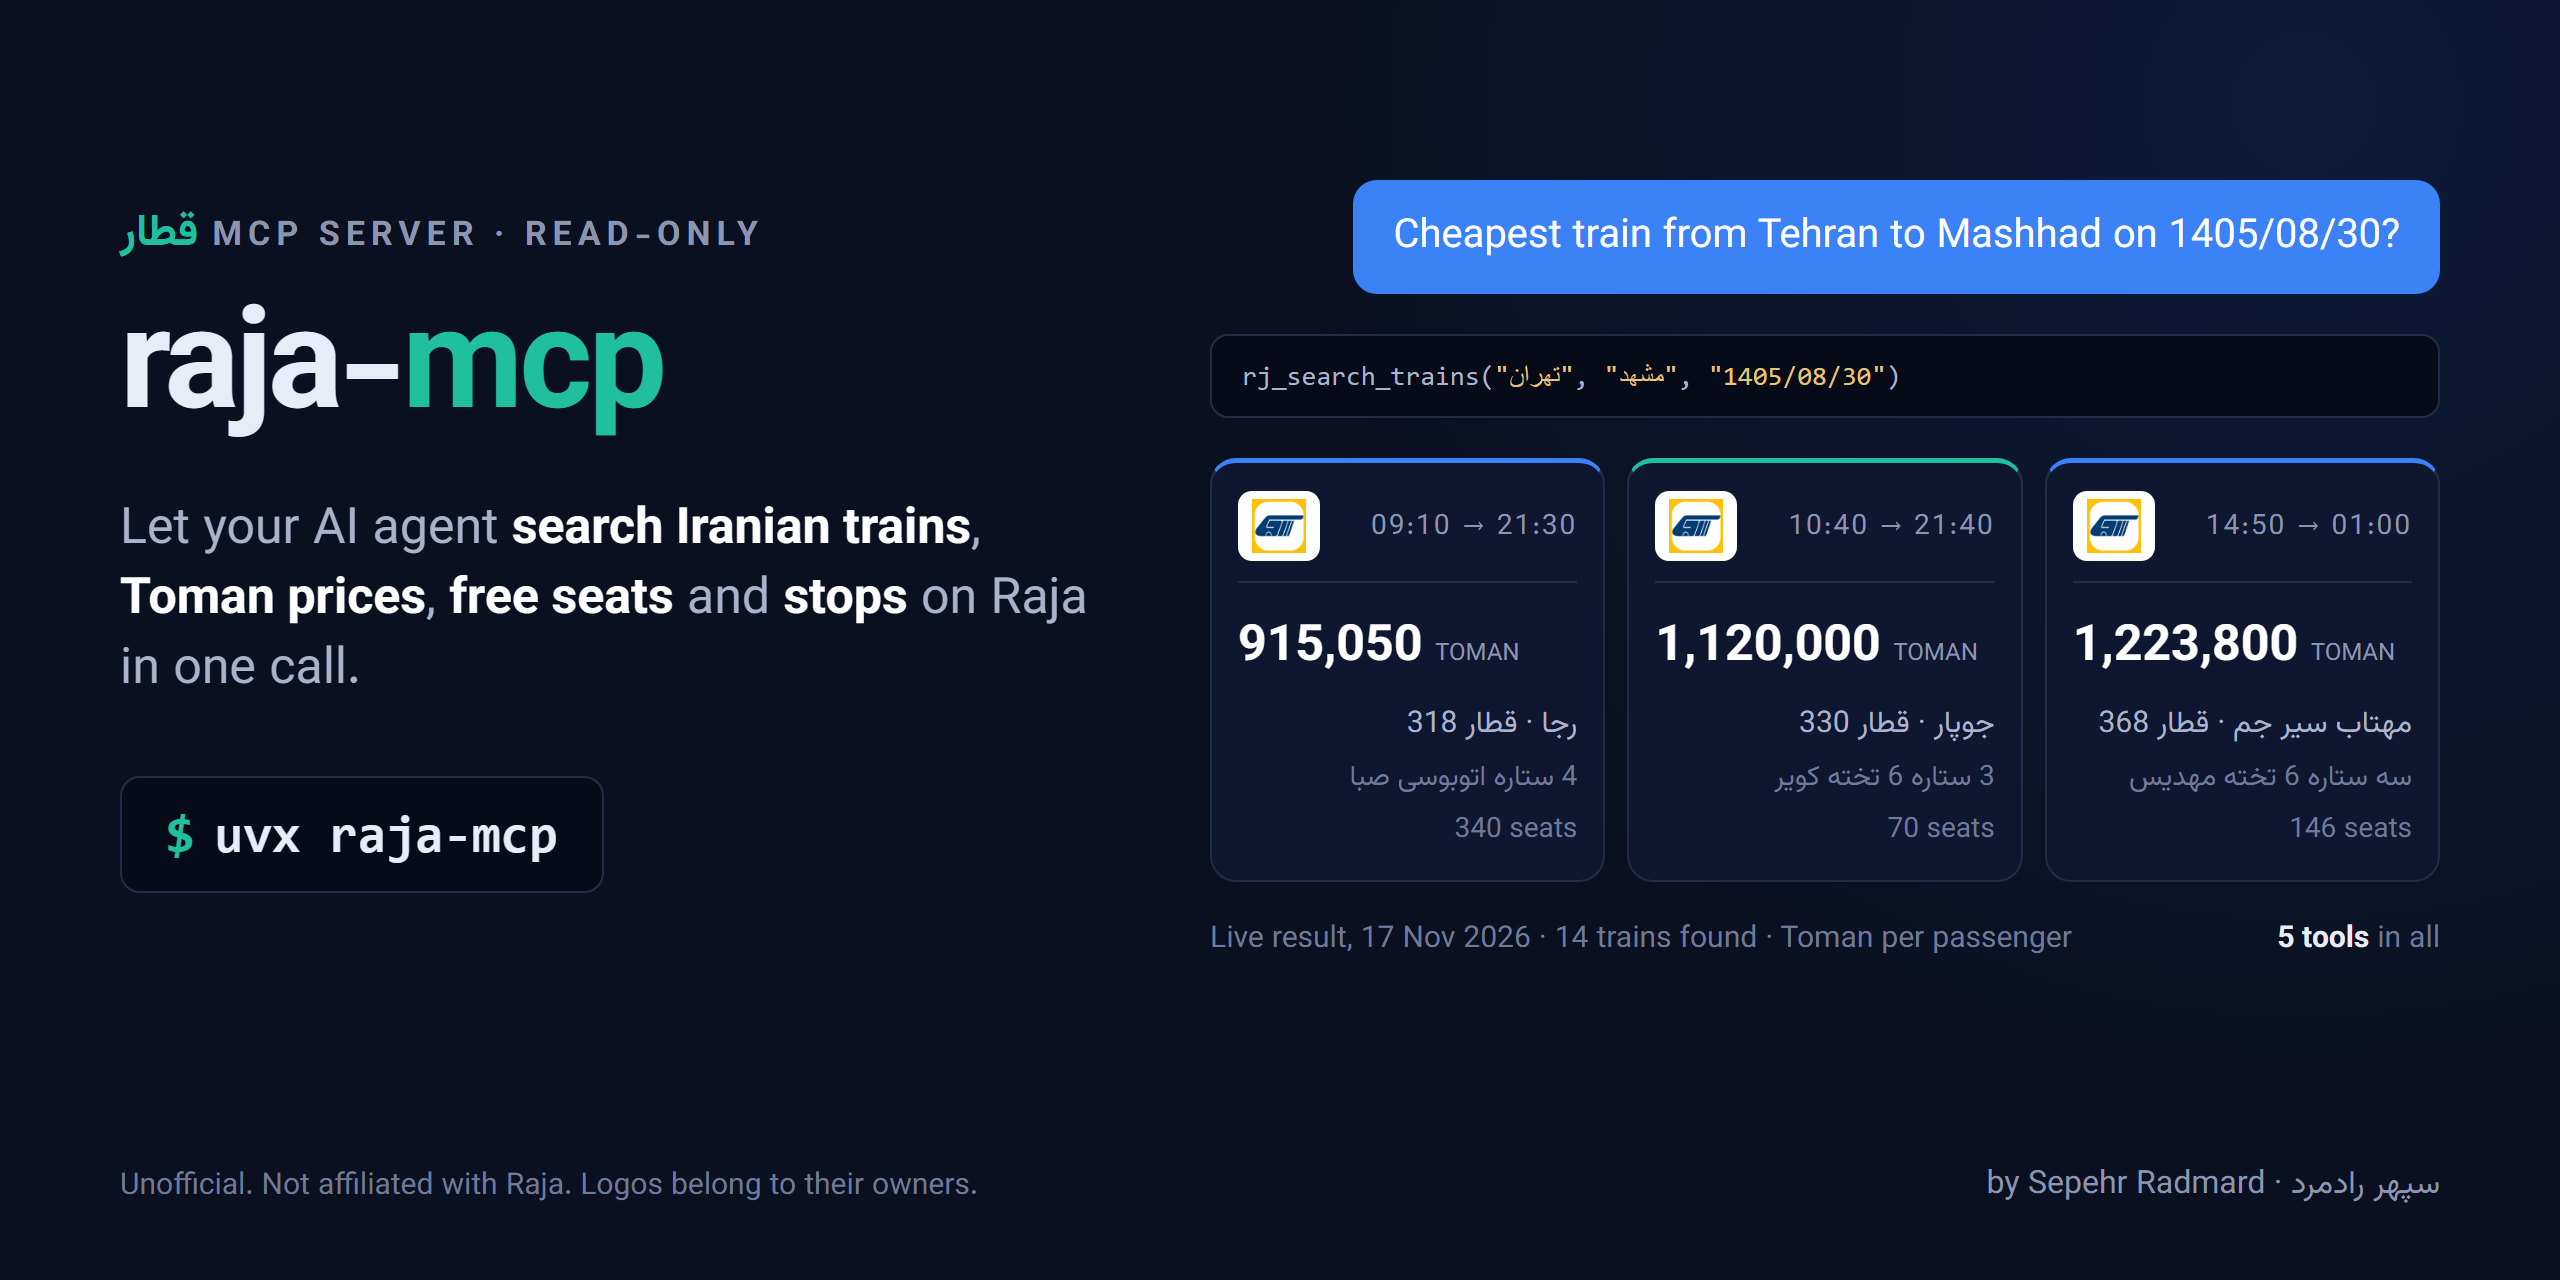 قطار MCP SERVER · READ-ONLY
raja-mcp
Let your AI agent search Iranian trains,
Toman prices, free seats and stops on Raja
in one call.
$ uvx raja-mcp
Cheapest train from Tehran to Mashhad on 1405/08/30?
rj_search_trains("تهران", "مشهد", "1405/08/30")
09:10 → 21:30
915,050 TOMAN
رجا · قطار 318
4 ستاره اتوبوسی صبا
340 seats
10:40 → 21:40
1,120,000 TOMAN
جوپار · قطار 330
3 ستاره 6 تخته کویر
70 seats
14:50 → 01:00
1,223,800 TOMAN
مهتاب سیر جم · قطار 368
سه ستاره 6 تخته مهدیس
146 seats
Live result, 17 Nov 2026 · 14 trains found · Toman per passenger
5 tools in all
Unofficial. Not affiliated with Raja. Logos belong to their owners.
by Sepehr Radmard · سپهر رادمرد